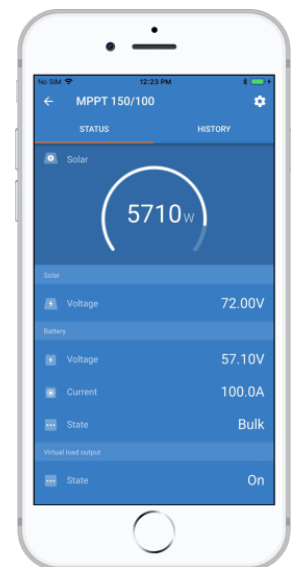 No SIM 12:23 PM
MPPT 150/100
STATUS HISTORY
Solar
5710W
Solar
Voltage 72.00V
Battery
Voltage 57.10V
Current 100.0A
State Bulk
Virtual load output
State On